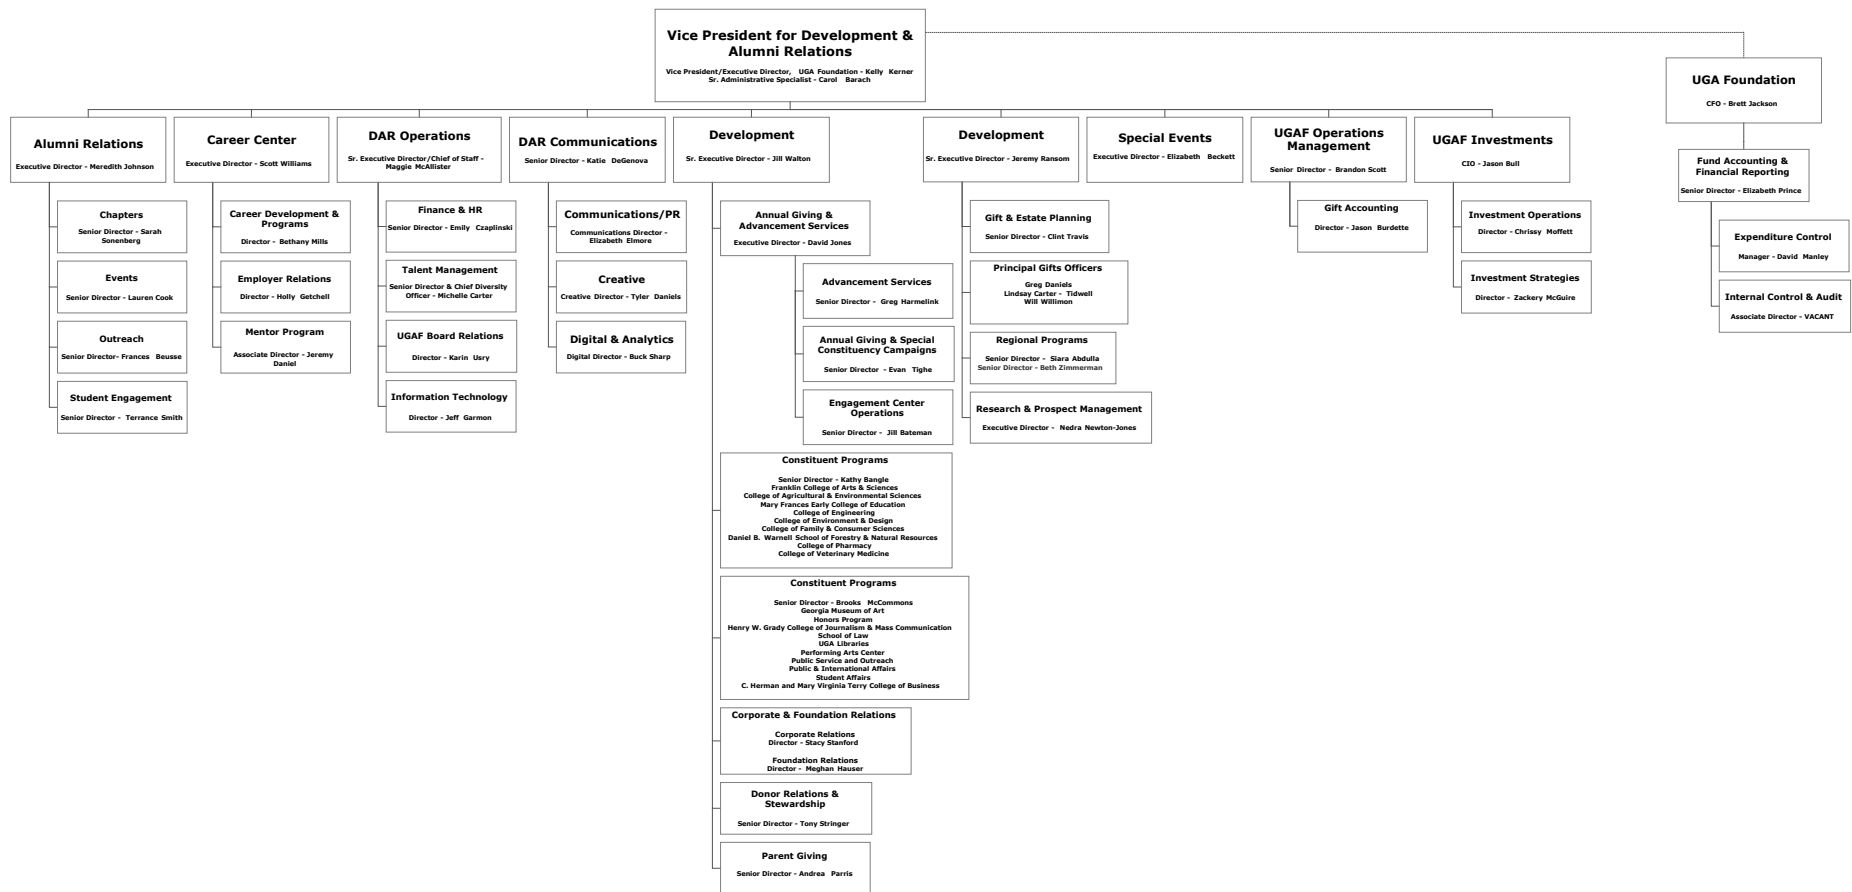 Vice President for Development &
Alumni Relations
Vice President/Executive Director, UGA Foundation - Kelly Kerner
Sr. Administrative Specialist - Carol Barach
UGA Foundation
CFO - Brett Jackson
Alumni Relations
Executive Director - Meredith Johnson
Career Center
Executive Director - Scott Williams
DAR Operations
Sr. Executive Director/Chief of Staff -
Maggie McAllister
DAR Communications
Senior Director - Katie DeGenova
Development
Sr. Executive Director - Jill Walton
Development
Sr. Executive Director - Jeremy Ransom
Special Events
Executive Director - Elizabeth Beckett
UGAF Operations
Management
Senior Director - Brandon Scott
UGAF Investments
CIO - Jason Bull
Fund Accounting &
Financial Reporting
Senior Director - Elizabeth Prince
Chapters
Senior Director - Sarah
Sonenberg
Events
Senior Director - Lauren Cook
Outreach
Senior Director- Frances Beusse
Student Engagement
Senior Director - Terrance Smith
Career Development &
Programs
Director - Bethany Mills
Employer Relations
Director - Holly Getchell
Mentor Program
Associate Director - Jeremy
Daniel
Finance & HR
Senior Director - Emily Czaplinski
Talent Management
Senior Director & Chief Diversity
Officer - Michelle Carter
UGAF Board Relations
Director - Karin Usry
Information Technology
Director - Jeff Garmon
Communications/PR
Communications Director -
Elizabeth Elmore
Creative
Creative Director - Tyler Daniels
Digital & Analytics
Digital Director - Buck Sharp
Annual Giving &
Advancement Services
Executive Director - David Jones
Advancement Services
Senior Director - Greg Harmelink
Annual Giving & Special
Constituency Campaigns
Senior Director - Evan Tighe
Engagement Center
Operations
Senior Director - Jill Bateman
Constituent Programs
Senior Director - Kathy Bangle
Franklin College of Arts & Sciences
College of Agricultural & Environmental Sciences
Mary Frances Early College of Education
College of Engineering
College of Environment & Design
College of Family & Consumer Sciences
Daniel B. Warnell School of Forestry & Natural Resources
College of Pharmacy
College of Veterinary Medicine
Constituent Programs
Senior Director - Brooks McCommons
Georgia Museum of Art
Honors Program
Henry W. Grady College of Journalism & Mass Communication
School of Law
UGA Libraries
Performing Arts Center
Public Service and Outreach
Public & International Affairs
Student Affairs
C. Herman and Mary Virginia Terry College of Business
Corporate & Foundation Relations
Corporate Relations
Director - Stacy Stanford
Foundation Relations
Director - Meghan Hauser
Donor Relations &
Stewardship
Senior Director - Tony Stringer
Parent Giving
Senior Director - Andrea Parris
Gift & Estate Planning
Senior Director - Clint Travis
Principal Gifts Officers
Greg Daniels
Lindsay Carter - Tidwell
Will Willimon
Regional Programs
Senior Director - Siara Abdulla
Senior Director - Beth Zimmerman
Research & Prospect Management
Executive Director - Nedra Newton-Jones
Gift Accounting
Director - Jason Burdette
Investment Operations
Director - Chrissy Moffett
Investment Strategies
Director - Zackery McGuire
Expenditure Control
Manager - David Manley
Internal Control & Audit
Associate Director - VACANT